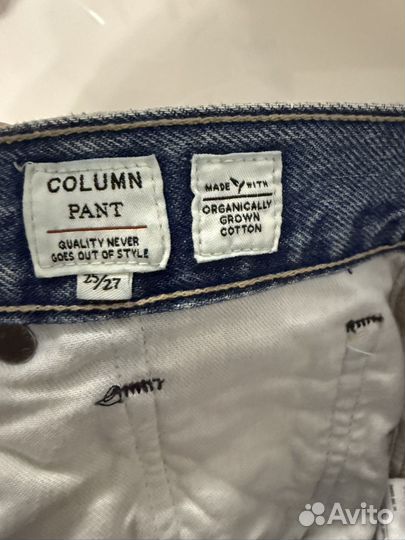 COLUMN
PANT
QUALITY NEVER
GOES OUT OF STYLE
25/27
MADE WITH
ORGANICALLY
GROWN
COTTON
Avito